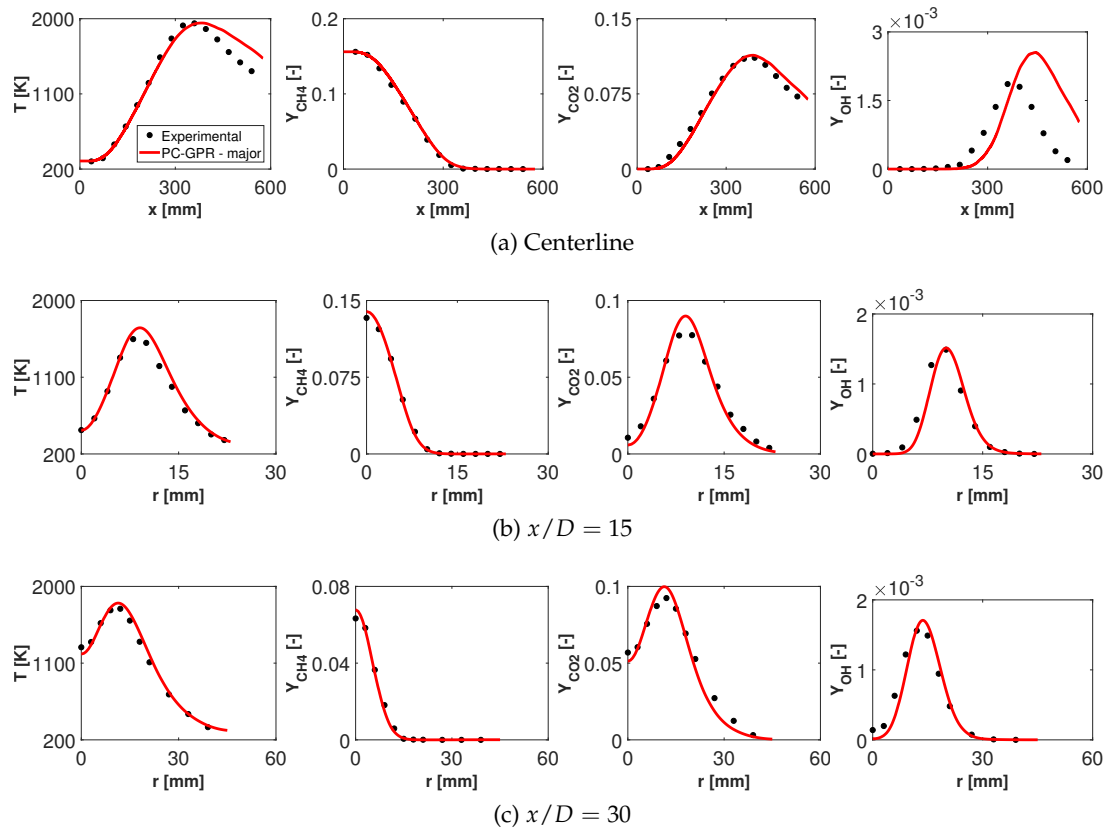 2000
1100
200
0
300
600
T [K]
x [mm]
Experimental
PC-GPR - major
0.3
0.2
0.1
0
0
300
600
Y_CH4 [-]
x [mm]
0.15
0.075
0
0
300
600
Y_CO2 [-]
x [mm]
×10⁻³
3
1.5
0
0
300
600
Y_OH [-]
x [mm]
(a) Centerline
2000
1100
200
0
15
30
T [K]
r [mm]
0.15
0.075
0
0
15
30
Y_CH4 [-]
r [mm]
0.1
0.05
0
0
15
30
Y_CO2 [-]
r [mm]
×10⁻³
2
1
0
0
15
30
Y_OH [-]
r [mm]
(b) x/D = 15
2000
1100
200
0
30
60
T [K]
r [mm]
0.08
0.04
0
0
30
60
Y_CH4 [-]
r [mm]
0.1
0.05
0
0
30
60
Y_CO2 [-]
r [mm]
×10⁻³
2
1
0
0
30
60
Y_OH [-]
r [mm]
(c) x/D = 30